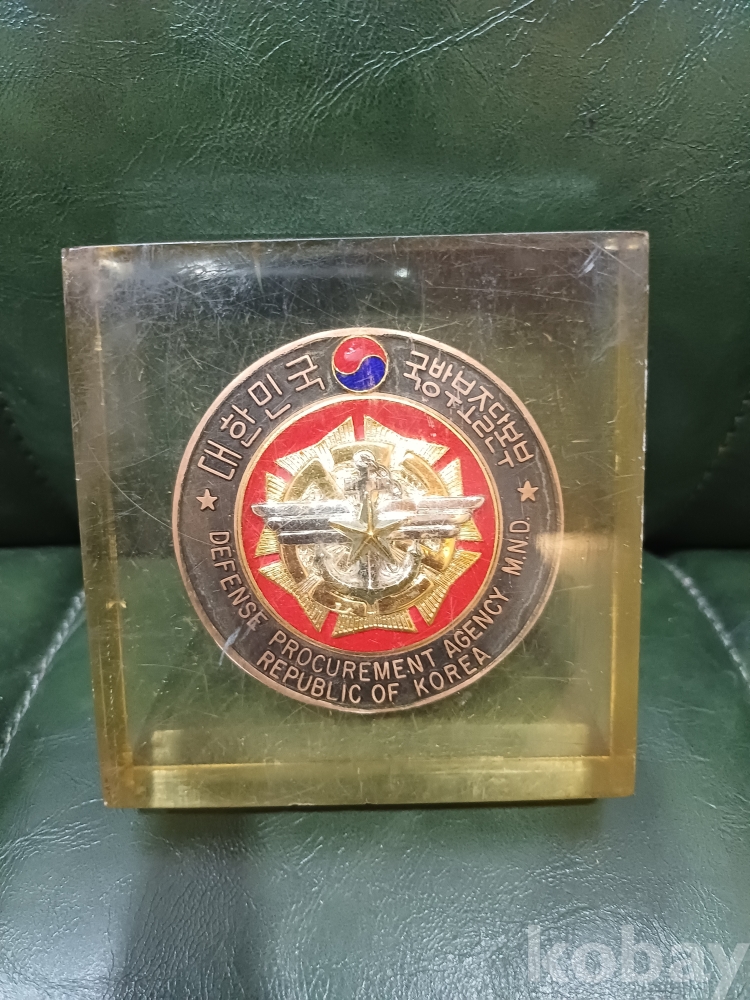 대한민국 국방부조달본부
DEFENSE PROCUREMENT AGENCY M.N.D.
REPUBLIC OF KOREA
kobay